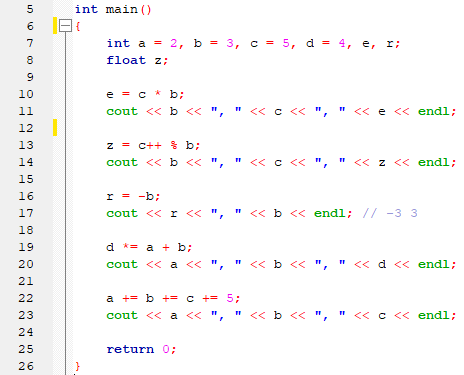 5 int main()
6 {
7 int a = 2, b = 3, c = 5, d = 4, e, r;
8 float z;
9
10 e = c * b;
11 cout << b << ", " << c << ", " << e << endl;
12
13 z = c++ % b;
14 cout << b << ", " << c << ", " << z << endl;
15
16 r = -b;
17 cout << r << ", " << b << endl; // -3 3
18
19 d *= a + b;
20 cout << a << ", " << b << ", " << d << endl;
21
22 a += b += c += 5;
23 cout << a << ", " << b << ", " << c << endl;
24
25 return 0;
26 }